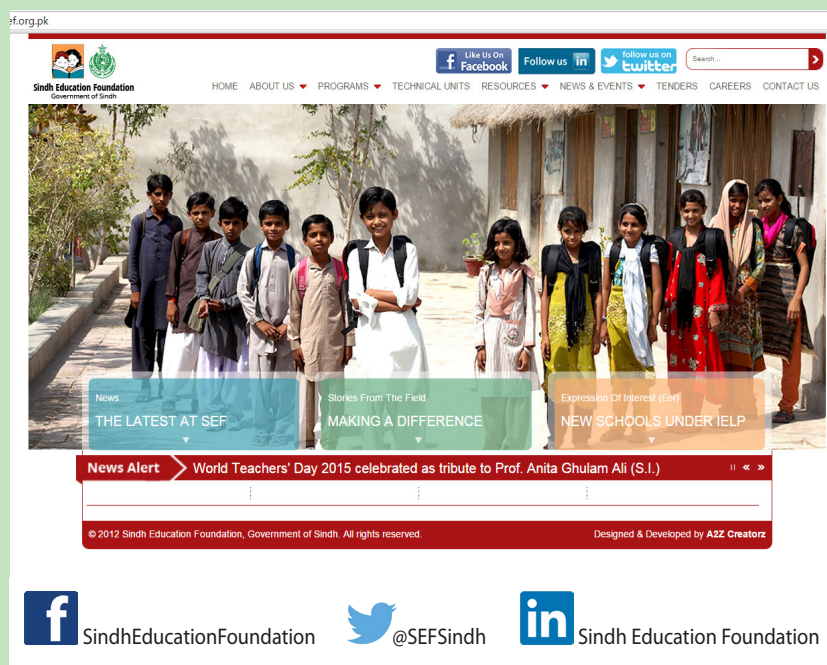 ef.org.pk
Sindh Education Foundation
Government of Sindh
Like Us On
Facebook
Follow us in
follow us on
twitter
Search...
HOME ABOUT US PROGRAMS TECHNICAL UNITS RESOURCES NEWS & EVENTS TENDERS CAREERS CONTACT US
News
THE LATEST AT SEF
Stories From The Field
MAKING A DIFFERENCE
Expression Of Interest (EoI)
NEW SCHOOLS UNDER IELP
News Alert World Teachers' Day 2015 celebrated as tribute to Prof. Anita Ghulam Ali (S.I.)
© 2012 Sindh Education Foundation, Government of Sindh. All rights reserved. Designed & Developed by A2Z Creatorz
f SindhEducationFoundation @SEFSindh in Sindh Education Foundation